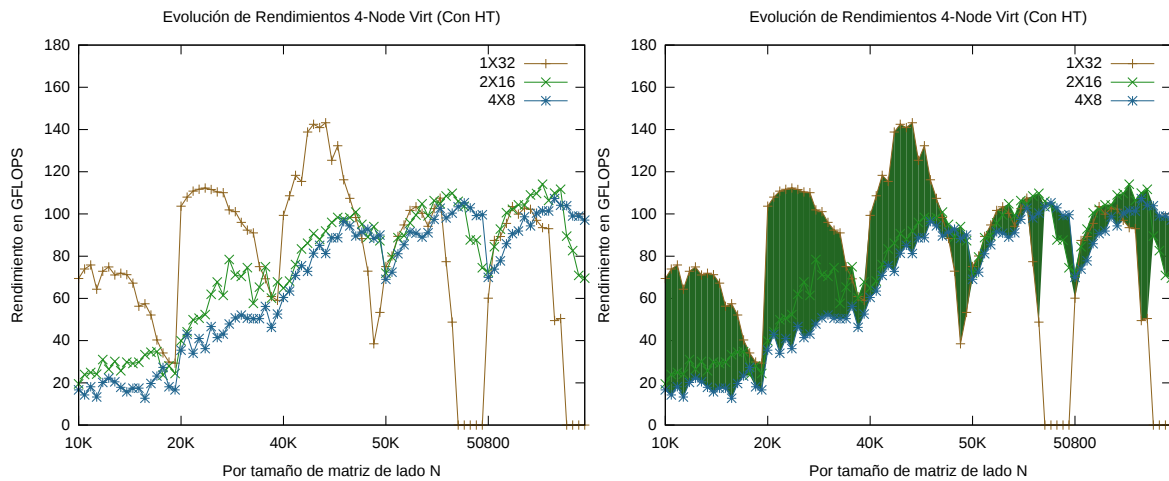 Evolución de Rendimientos 4-Node Virt (Con HT)
Rendimiento en GFLOPS
180
160
140
120
100
80
60
40
20
0
1X32
2X16
4X8
10K 20K 40K 50K 50800
Por tamaño de matriz de lado N
Evolución de Rendimientos 4-Node Virt (Con HT)
Rendimiento en GFLOPS
180
160
140
120
100
80
60
40
20
0
1X32
2X16
4X8
10K 20K 40K 50K 50800
Por tamaño de matriz de lado N